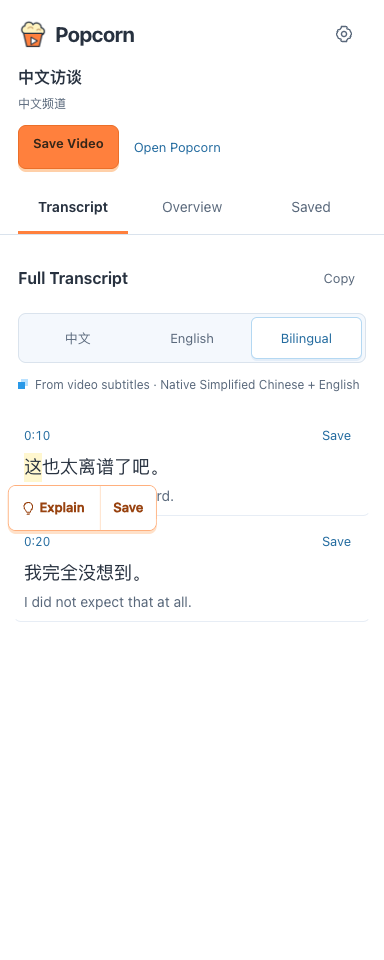 Popcorn
中文访谈
中文频道
Save Video
Open Popcorn
Transcript Overview Saved
Full Transcript
Copy
中文 English Bilingual
From video subtitles · Native Simplified Chinese + English
0:10 Save
这也太离谱了吧。
rd.
Explain Save
0:20 Save
我完全没想到。
I did not expect that at all.